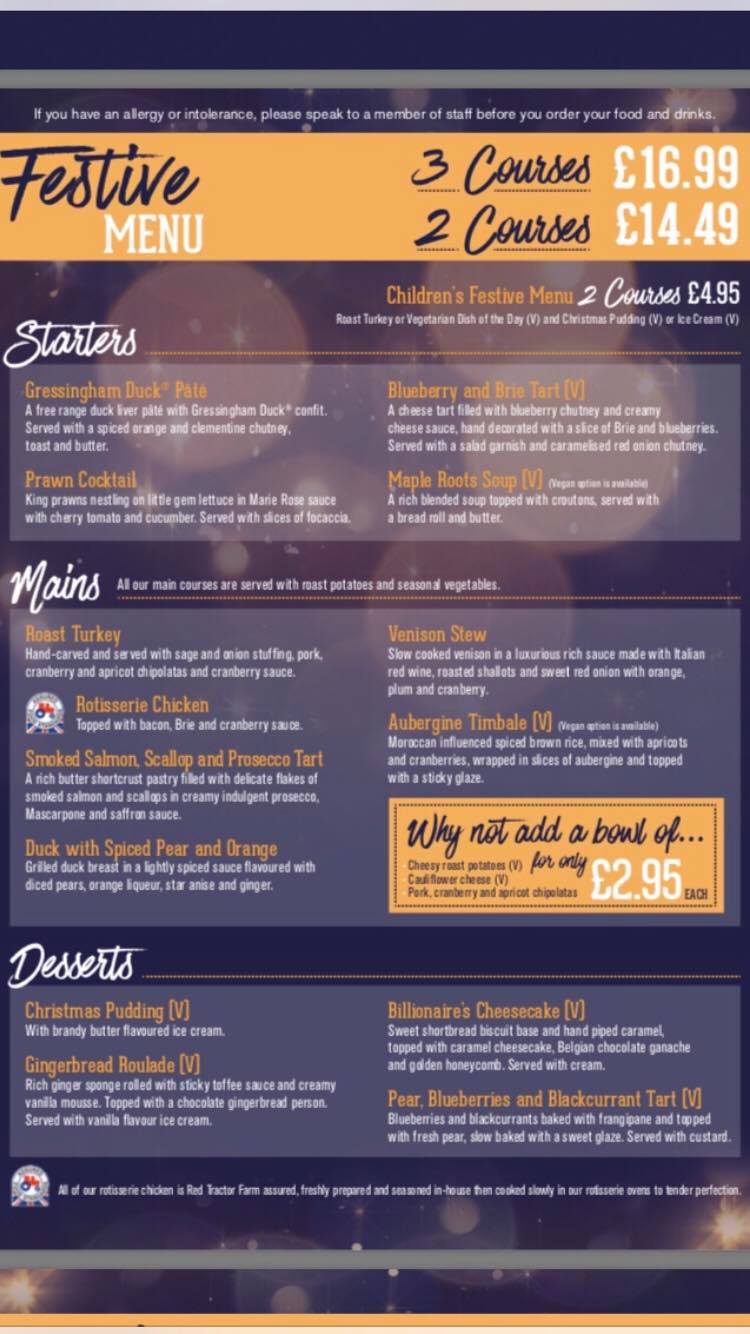 If you have an allergy or intolerance, please speak to a member of staff before you order your food and drinks.
Festive
MENU
3 Courses £16.99
2 Courses £14.49
Children's Festive Menu 2 Courses £4.95
Roast Turkey or Vegetarian Dish of the Day (V) and Christmas Pudding (V) or Ice Cream (V)
Starters
Gressingham Duck® Pâté
A free range duck liver pâté with Gressingham Duck® confit.
Served with a spiced orange and clementine chutney,
toast and butter.
Prawn Cocktail
King prawns nestling on little gem lettuce in Marie Rose sauce
with cherry tomato and cucumber. Served with slices of focaccia.
Blueberry and Brie Tart (V)
A cheese tart filled with blueberry chutney and creamy
cheese sauce, hand decorated with a slice of Brie and blueberries.
Served with a salad garnish and caramelised red onion chutney.
Maple Roots Soup (V) (Vegan option is available)
A rich blended soup topped with croutons, served with
a bread roll and butter.
Mains All our main courses are served with roast potatoes and seasonal vegetables.
Roast Turkey
Hand-carved and served with sage and onion stuffing, pork,
cranberry and apricot chipolatas and cranberry sauce.
Rotisserie Chicken
Topped with bacon, Brie and cranberry sauce.
Smoked Salmon, Scallop and Prosecco Tart
A rich butter shortcrust pastry filled with delicate flakes of
smoked salmon and scallops in creamy indulgent prosecco,
Mascarpone and saffron sauce.
Duck with Spiced Pear and Orange
Grilled duck breast in a lightly spiced sauce flavoured with
diced pears, orange liqueur, star anise and ginger.
Venison Stew
Slow cooked venison in a luxurious rich sauce made with Italian
red wine, roasted shallots and sweet red onion with orange,
plum and cranberry.
Aubergine Timbale (V) (Vegan option is available)
Moroccan influenced spiced brown rice, mixed with apricots
and cranberries, wrapped in slices of aubergine and topped
with a sticky glaze.
Why not add a bowl of...
Cheesy roast potatoes (V)
Cauliflower cheese (V)
Pork, cranberry and apricot chipolatas
for only £2.95 EACH
Desserts
Christmas Pudding (V)
With brandy butter flavoured ice cream.
Gingerbread Roulade (V)
Rich ginger sponge rolled with sticky toffee sauce and creamy
vanilla mousse. Topped with a chocolate gingerbread person.
Served with vanilla flavour ice cream.
Billionaire's Cheesecake (V)
Sweet shortbread biscuit base and hand piped caramel,
topped with caramel cheesecake, Belgian chocolate ganache
and golden honeycomb. Served with cream.
Pear, Blueberries and Blackcurrant Tart (V)
Blueberries and blackcurrants baked with frangipane and topped
with fresh pear, slow baked with a sweet glaze. Served with custard.
All of our rotisserie chicken is Red Tractor Farm assured, freshly prepared and seasoned in-house then cooked slowly in our rotisserie ovens to tender perfection.